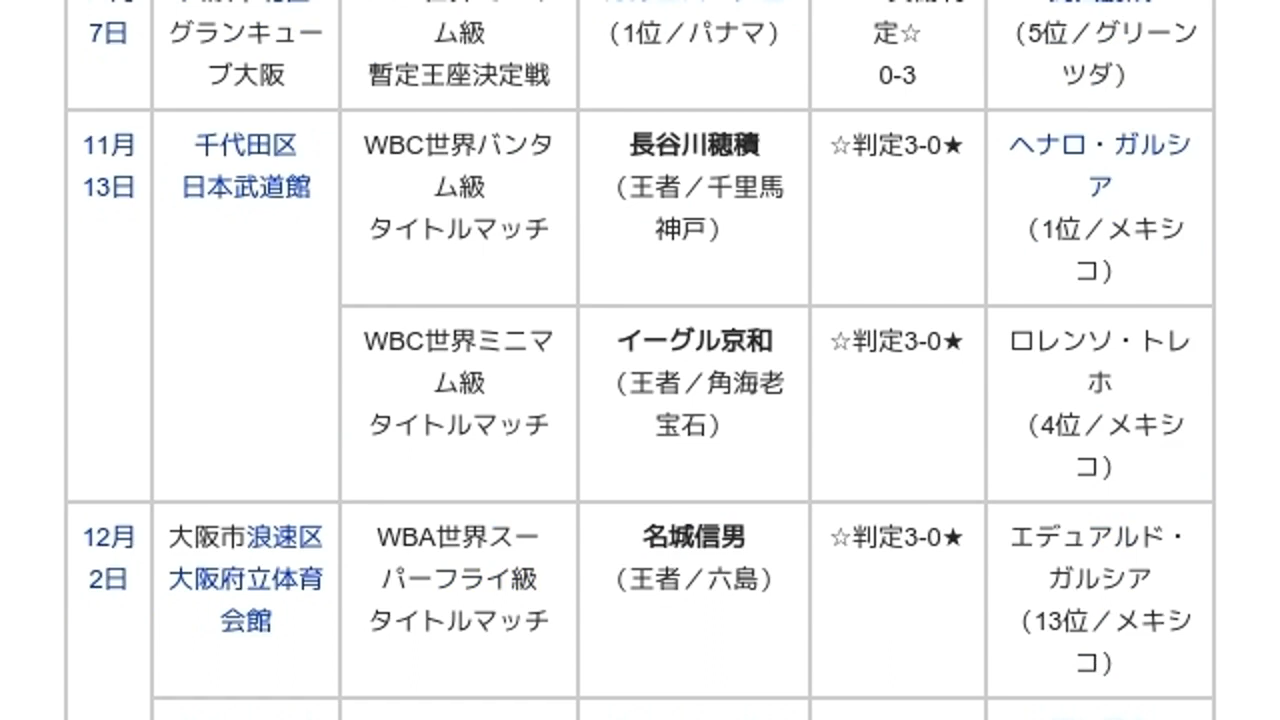 7日
グランキュー
ブ大阪
ム級
暫定王座決定戦
（1位／パナマ）
定☆
0-3
（5位／グリーン
ツダ）
11月
13日
千代田区
日本武道館
WBC世界バンタ
ム級
タイトルマッチ
長谷川穂積
（王者／千里馬
神戸）
☆判定3-0★
ヘナロ・ガルシ
ア
（1位／メキシ
コ）
WBC世界ミニマ
ム級
タイトルマッチ
イーグル京和
（王者／角海老
宝石）
☆判定3-0★
ロレンソ・トレ
ホ
（4位／メキシ
コ）
12月
2日
大阪市浪速区
大阪府立体育
会館
WBA世界スー
パーフライ級
タイトルマッチ
名城信男
（王者／六島）
☆判定3-0★
エデュアルド・
ガルシア
（13位／メキシ
コ）